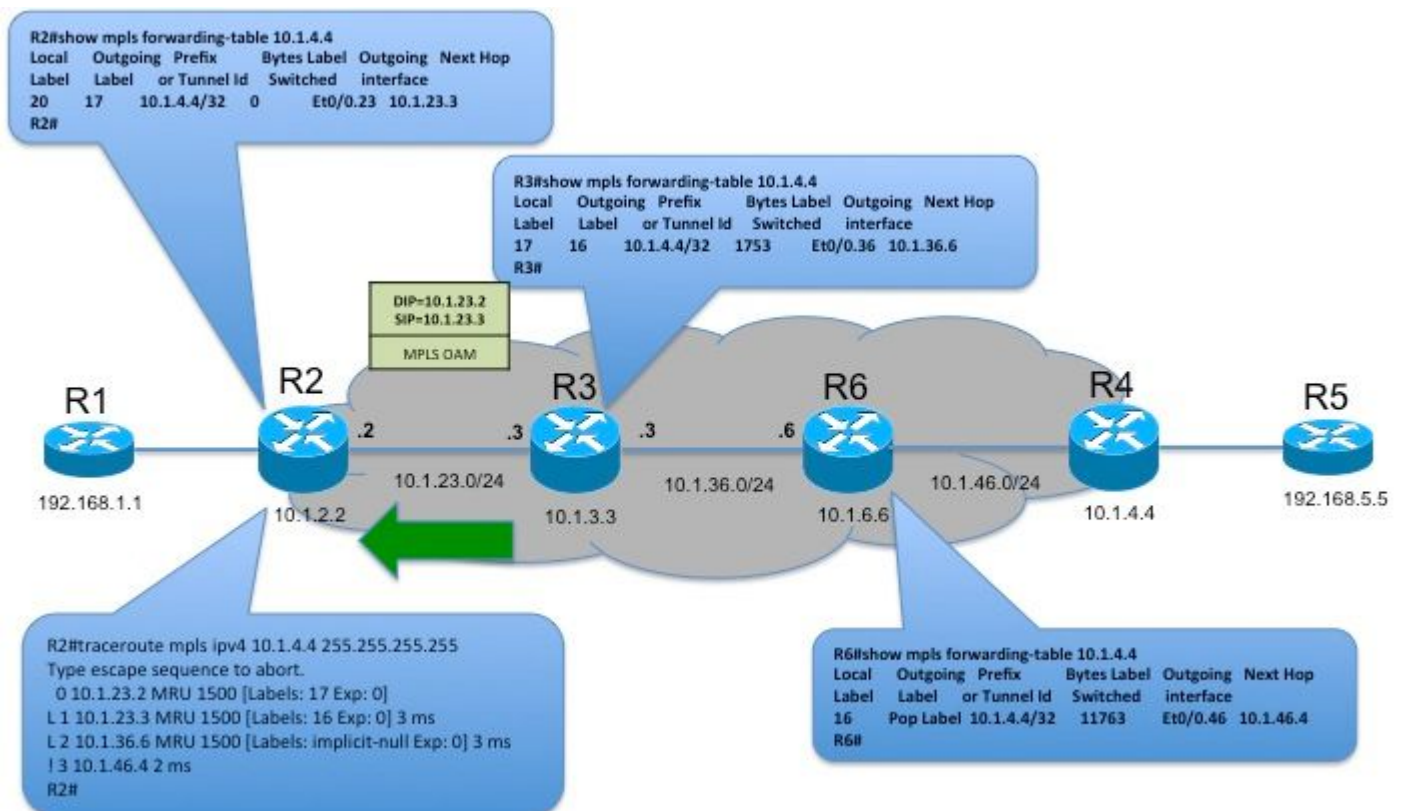 R2#show mpls forwarding-table 10.1.4.4
Local Outgoing Prefix Bytes Label Outgoing Next Hop
Label Label or Tunnel Id Switched interface
20 17 10.1.4.4/32 0 Et0/0.23 10.1.23.3
R2#
R3#show mpls forwarding-table 10.1.4.4
Local Outgoing Prefix Bytes Label Outgoing Next Hop
Label Label or Tunnel Id Switched interface
17 16 10.1.4.4/32 1753 Et0/0.36 10.1.36.6
R3#
DIP=10.1.23.2
SIP=10.1.23.3
MPLS OAM
R1
R2
R3
R6
R4
R5
.2
.3
.3
.6
192.168.1.1
10.1.23.0/24
10.1.36.0/24
10.1.46.0/24
192.168.5.5
10.1.2.2
10.1.3.3
10.1.6.6
10.1.4.4
R2#traceroute mpls ipv4 10.1.4.4 255.255.255.255
Type escape sequence to abort.
0 10.1.23.2 MRU 1500 [Labels: 17 Exp: 0]
L 1 10.1.23.3 MRU 1500 [Labels: 16 Exp: 0] 3 ms
L 2 10.1.36.6 MRU 1500 [Labels: implicit-null Exp: 0] 3 ms
! 3 10.1.46.4 2 ms
R2#
R6#show mpls forwarding-table 10.1.4.4
Local Outgoing Prefix Bytes Label Outgoing Next Hop
Label Label or Tunnel Id Switched interface
16 Pop Label 10.1.4.4/32 11763 Et0/0.46 10.1.46.4
R6#